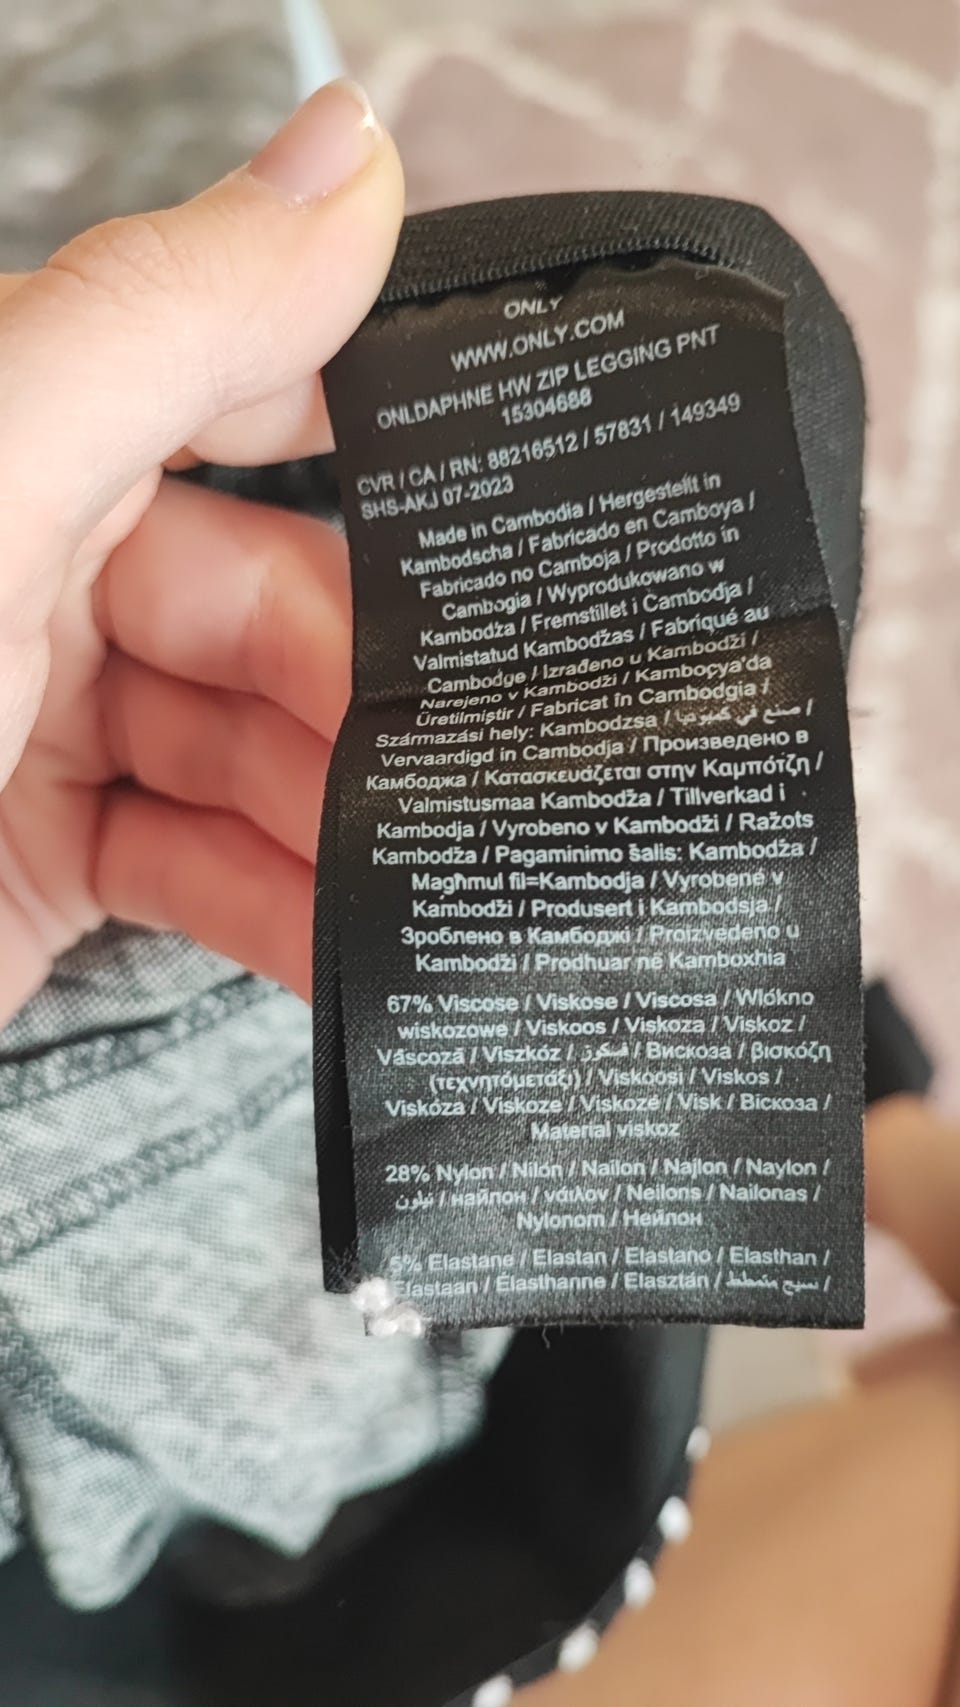 ONLY
WWW.ONLY.COM
ONLDAPHNE HW ZIP LEGGING PNT
15304688
CVR / CA / RN: 88216512 / 57831 / 149349
SHS-AKJ 07-2023
Made in Cambodia / Hergestellt in
Kambodscha / Fabricado en Camboya /
Fabricado no Camboja / Prodotto in
Cambogia / Wyprodukowano w
Kambodża / Fremstillet i Cambodja /
Valmistatud Kambodžas / Fabriqué au
Cambodge / Izrađeno u Kambodži /
Narejeno v Kambodži / Kamboçya'da
Üretilmiştir / Fabricat în Cambodgia /
Származási hely: Kambodzsa / صنع في كمبوديا /
Vervaardigd in Cambodja / Произведено в
Камбоджа / Κατασκευάζεται στην Καμπότζη /
Valmistusmaa Kambodža / Tillverkad i
Kambodja / Vyrobeno v Kambodži / Ražots
Kambodža / Pagaminimo šalis: Kambodža /
Magħmul fil=Kambodja / Vyrobené v
Kambodži / Produsert i Kambodsja /
Зроблено в Камбоджі / Proizvedeno u
Kambodži / Prodhuar në Kamboxhia
67% Viscose / Viskose / Viscosa / Wlókno
wiskozowe / Viskoos / Viskoza / Viskoz /
Vâscoză / Viszkóz / فسكوز / Вискоза / βισκόζη
(τεχνητόμετάξι) / Viskoosi / Viskos /
Viskóza / Viskoze / Viskozė / Visk / Віскоза /
Material viskoz
28% Nylon / Nilón / Nailon / Najlon / Naylon /
نيلون / найлон / νάιλον / Neilons / Nailonas /
Nylonom / Нейлон
5% Elastane / Elastan / Elastano / Elasthan /
Elastaan / Élasthanne / Elasztán / نسيج متمطط /